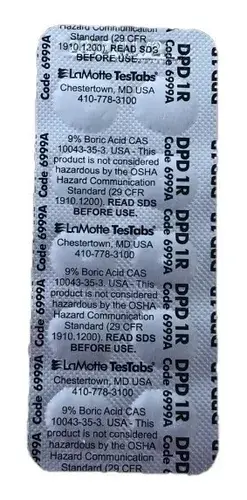 Hazard Communication
Standard (29 CFR
1910.1200). READ SDS
BEFORE USE.
LaMotte TesTabs®
Chestertown, MD USA
410-778-3100
9% Boric Acid CAS
10043-35-3. USA - This
product is not considered
hazardous by the OSHA
Hazard Communication
Standard (29 CFR
1910.1200). READ SDS
BEFORE USE.
LaMotte TesTabs®
Chestertown, MD USA
410-778-3100
9% Boric Acid CAS
10043-35-3. USA - This
product is not considered
hazardous by the OSHA
Hazard Communication
Standard (29 CFR
1910.1200). READ SDS
BEFORE USE.
LaMotte TesTabs®
Chestertown, MD USA
410-778-3100
9% Boric Acid CAS
10043-35-3. USA - This
product is not considered
hazardous by the OSHA
Hazard Communication
Standard (29 CFR
Code 6999A Code 6999A Code 6999A Code 6999A Code 6999A
DPD 1R DPD 1R DPD 1R DPD 1R DPD 1R